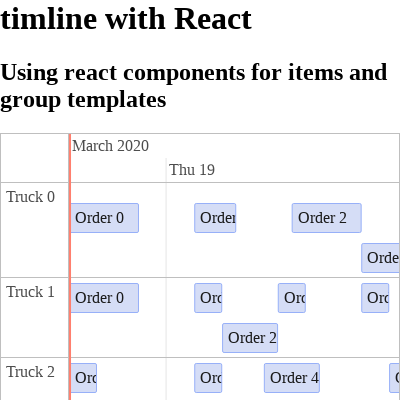 timline with React
Using react components for items and
group templates
March 2020
Thu 19
Truck 0
Order 0
Order
Order 2
Orde
Truck 1
Order 0
Ord
Ord
Ord
Order 2
Truck 2
Ord
Ord
Order 4